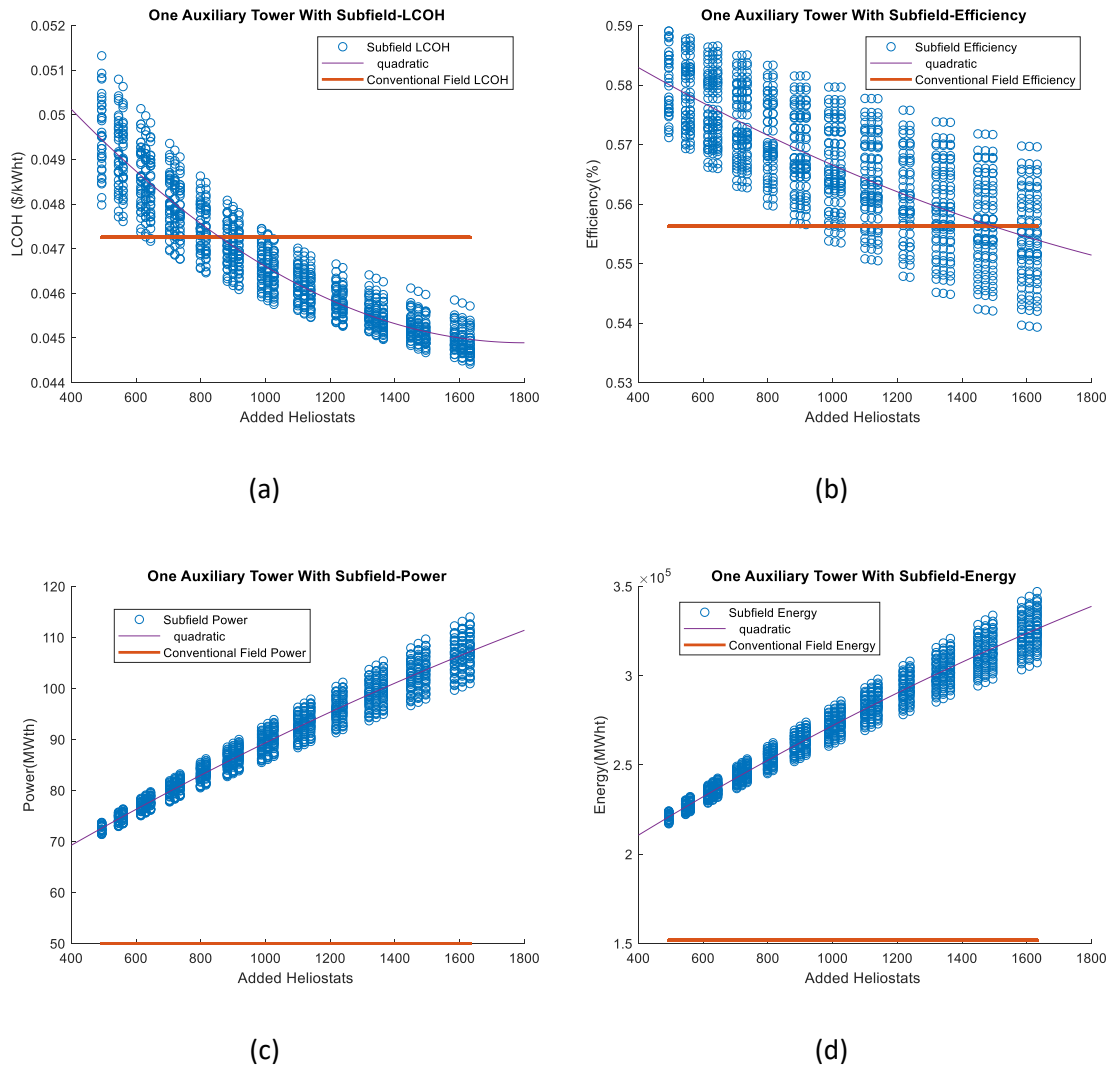 One Auxiliary Tower With Subfield-LCOH
0.052
0.051
0.05
0.049
0.048
0.047
0.046
0.045
0.044
LCOH ($/kWht)
Subfield LCOH
quadratic
Conventional Field LCOH
400 600 800 1000 1200 1400 1600 1800
Added Heliostats
(a)
One Auxiliary Tower With Subfield-Efficiency
0.59
0.58
0.57
0.56
0.55
0.54
0.53
Efficiency(%)
Subfield Efficiency
quadratic
Conventional Field Efficiency
400 600 800 1000 1200 1400 1600 1800
Added Heliostats
(b)
One Auxiliary Tower With Subfield-Power
120
110
100
90
80
70
60
50
Power(MWth)
Subfield Power
quadratic
Conventional Field Power
400 600 800 1000 1200 1400 1600 1800
Added Heliostats
(c)
One Auxiliary Tower With Subfield-Energy
× 10⁵
3.5
3
2.5
2
1.5
Energy(MWht)
Subfield Energy
quadratic
Conventional Field Energy
400 600 800 1000 1200 1400 1600 1800
Added Heliostats
(d)